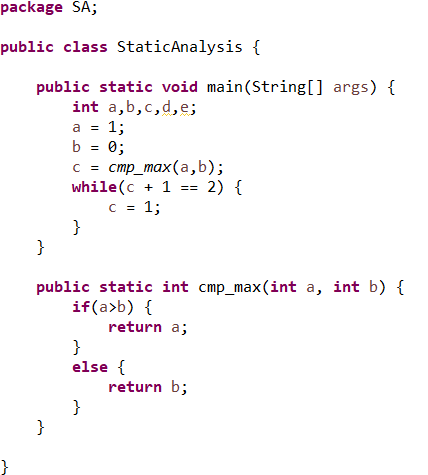 package SA;
public class StaticAnalysis {
public static void main(String[] args) {
int a,b,c,d,e;
a = 1;
b = 0;
c = cmp_max(a,b);
while(c + 1 == 2) {
c = 1;
}
}
public static int cmp_max(int a, int b) {
if(a>b) {
return a;
}
else {
return b;
}
}
}